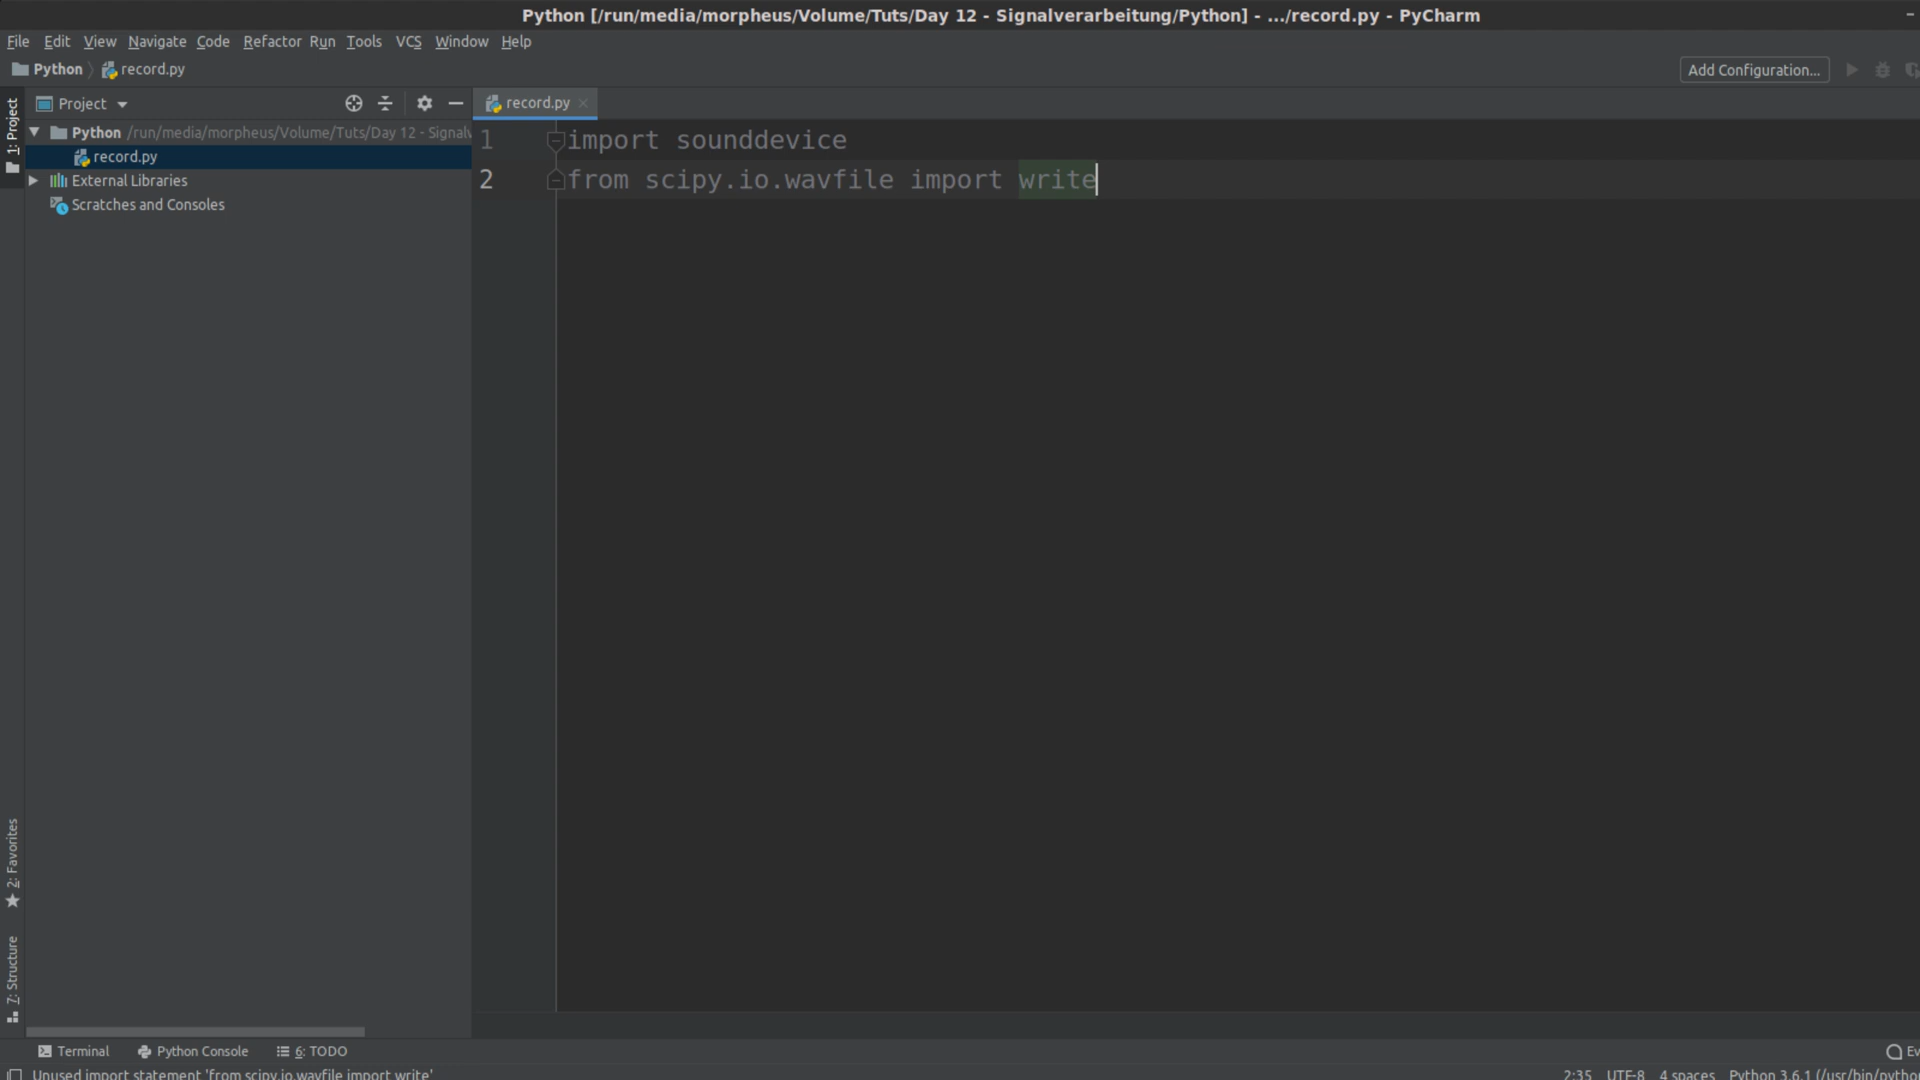 Python [/run/media/morpheus/Volume/Tuts/Day 12 - Signalverarbeitung/Python] - .../record.py - PyCharm
File Edit View Navigate Code Refactor Run Tools VCS Window Help
Python record.py Add Configuration...
Project record.py
1: Project
Python /run/media/morpheus/Volume/Tuts/Day 12 - Signalv
record.py
External Libraries
Scratches and Consoles
1 import sounddevice
2 from scipy.io.wavfile import write
2: Favorites
7: Structure
Terminal Python Console 6: TODO Ev
Unused import statement 'from scipy.io.wavfile import write' 2:35 UTF-8 4 spaces Python 3.6.1 (/usr/bin/python